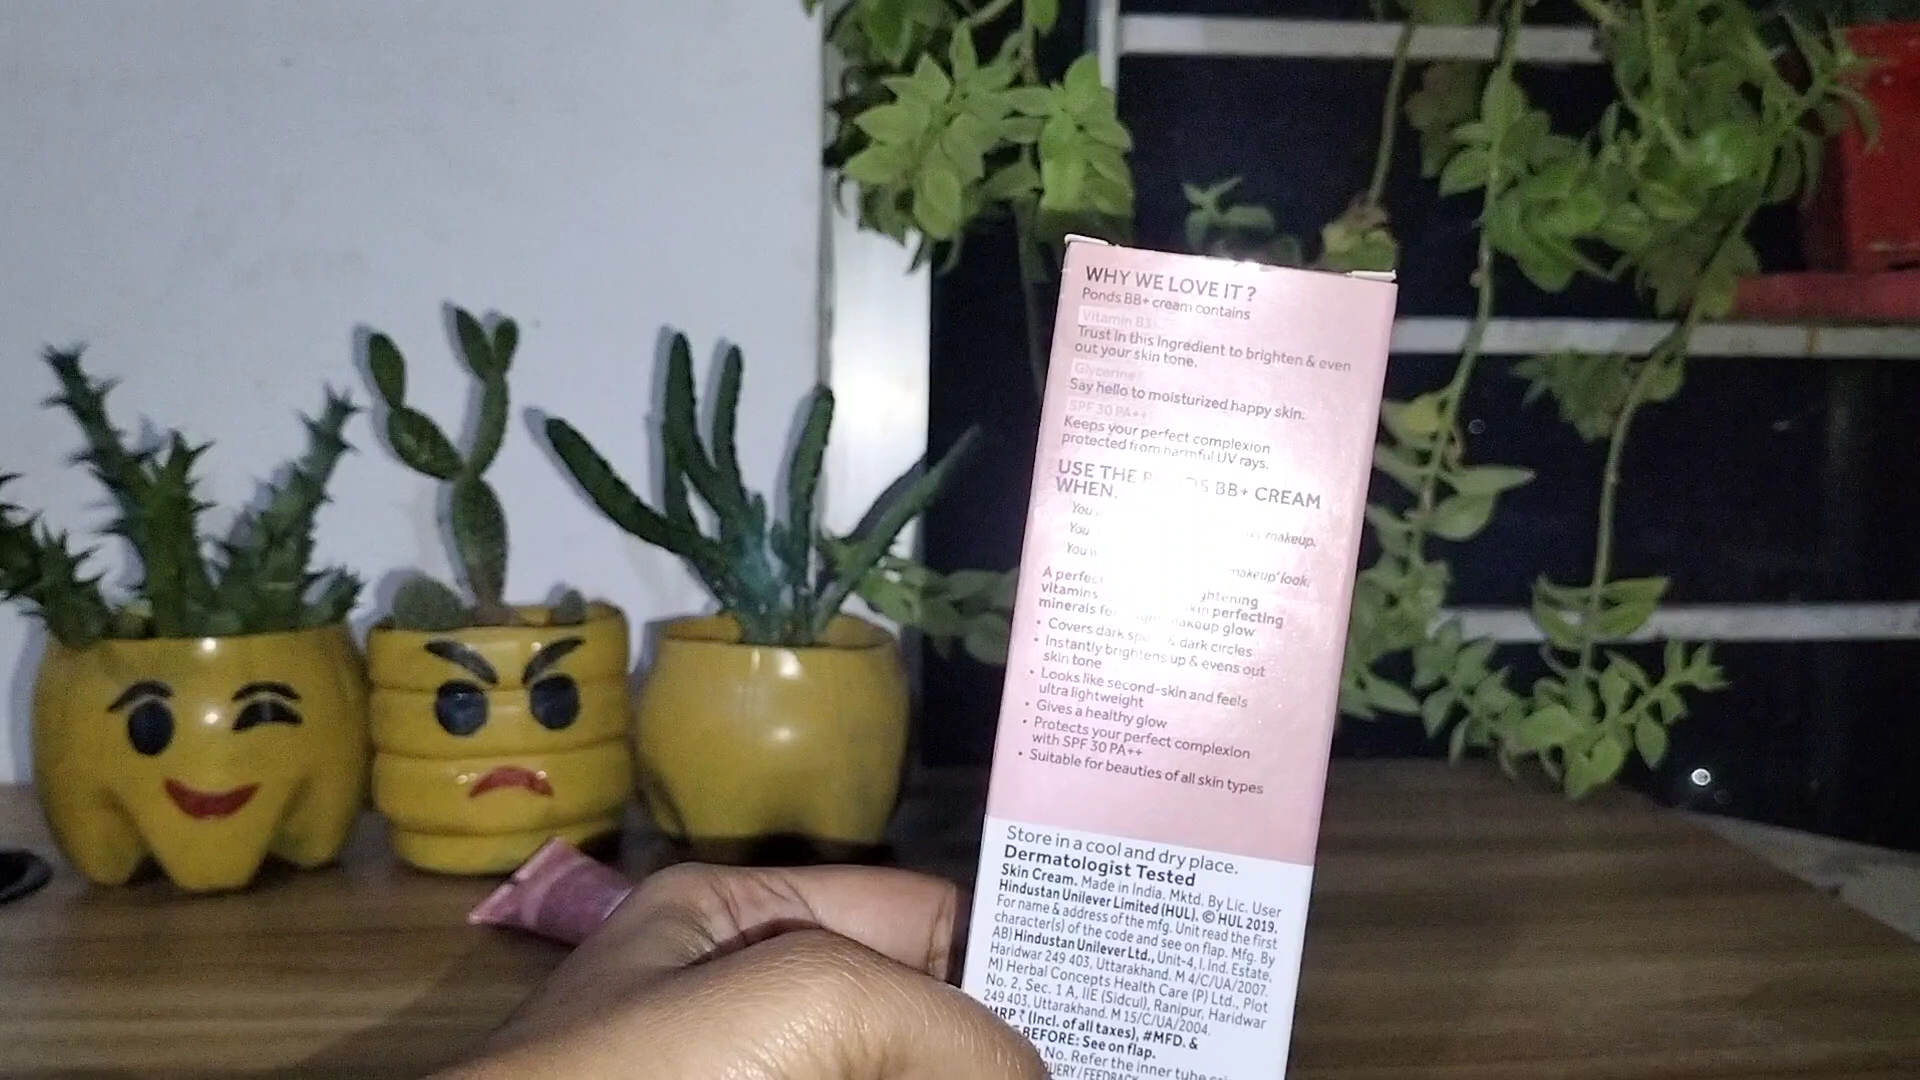 WHY WE LOVE IT ?
Ponds BB+ cream contains
Vitamin B3
Trust in this ingredient to brighten & even
out your skin tone.
Glycerine
Say hello to moisturized happy skin.
SPF 30 PA++
Keeps your perfect complexion
protected from harmful UV rays.
USE THE BB+ CREAM
WHEN.
You
You makeup.
You makeup' look.
A
vitamins perfecting
minerals glow
• Covers dark & dark circles
• Instantly brightens up & evens out
skin tone
• Looks like second-skin and feels
ultra lightweight
• Gives a healthy glow
• Protects your perfect complexion
with SPF 30 PA++
• Suitable for beauties of all skin types
Store in a cool and dry place.
Dermatologist Tested
Skin Cream. Made in India. Mktd. By Lic. User
Hindustan Unilever Limited (HUL). © HUL 2019.
For name & address of the mfg. Unit read the first
character(s) of the code and see on flap. Mfg. By
AB) Hindustan Unilever Ltd., Unit-4, I. Ind. Estate,
Haridwar 249 403, Uttarakhand. M 4/C/UA/2007.
M) Herbal Concepts Health Care (P) Ltd., Plot
No. 2, Sec. 1 A, IIE (Sidcul), Ranipur, Haridwar
249 403, Uttarakhand. M 15/C/UA/2004.
MRP ₹ (Incl. of all taxes), #MFD. &
BEFORE: See on flap.
No. Refer the inner tube